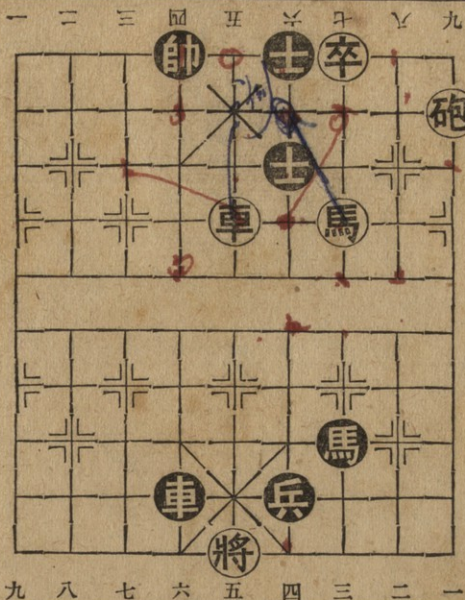 一 二 三 四 五 六 七 八 九
帥 士 卒
砲
士
車 馬
馬
車 兵
將
九 八 七 六 五 四 三 二 一